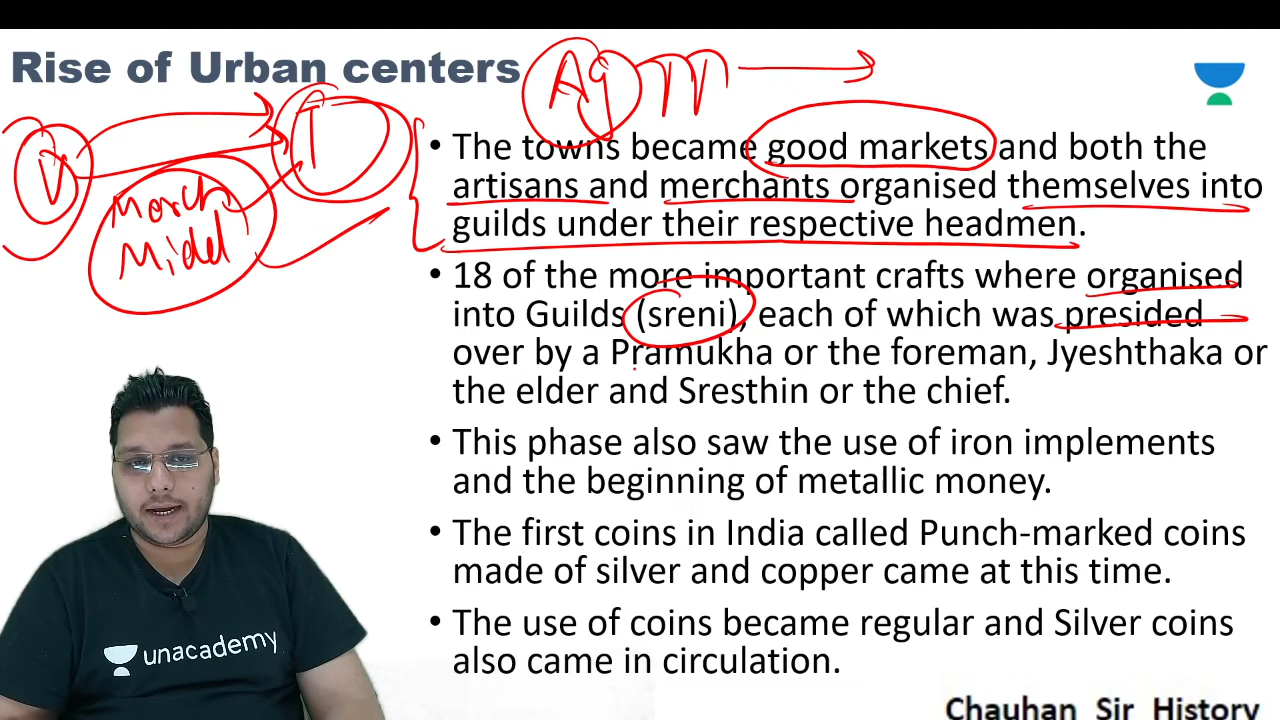 Rise of Urban centers
Ag
V
T
Merch
Midel
• The towns became good markets and both the
artisans and merchants organised themselves into
guilds under their respective headmen.
• 18 of the more important crafts where organised
into Guilds (sreni), each of which was presided
over by a Pramukha or the foreman, Jyeshthaka or
the elder and Sresthin or the chief.
• This phase also saw the use of iron implements
and the beginning of metallic money.
• The first coins in India called Punch-marked coins
made of silver and copper came at this time.
• The use of coins became regular and Silver coins
also came in circulation.
unacademy
Chauhan Sir History